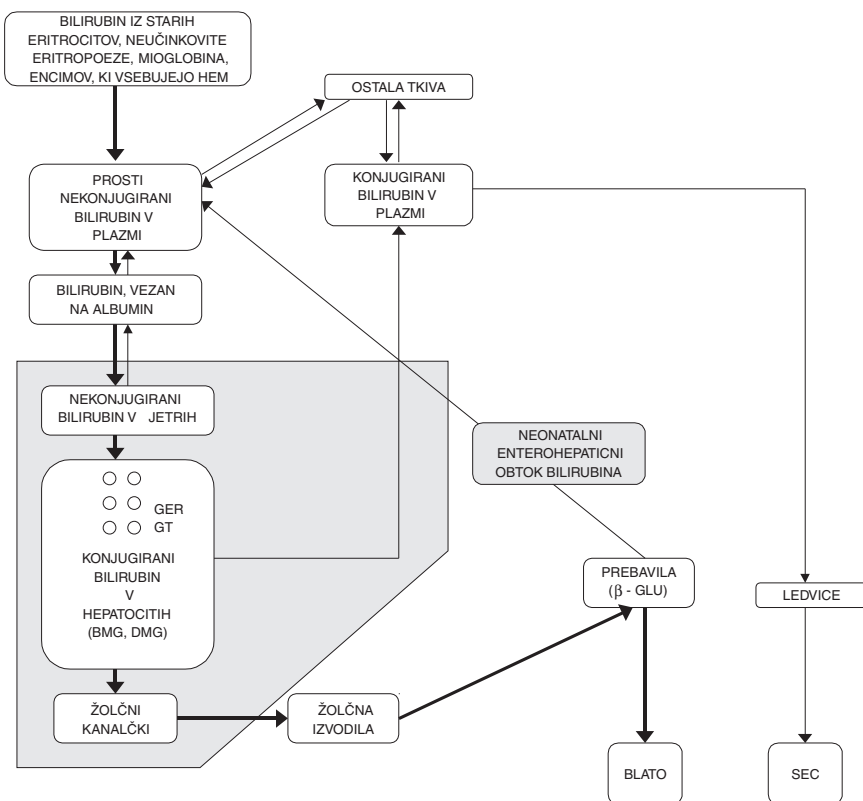 BILIRUBIN IZ STARIH
ERITROCITOV, NEUČINKOVITE
ERITROPOEZE, MIOGLOBINA,
ENCIMOV, KI VSEBUJEJO HEM
OSTALA TKIVA
PROSTI
NEKONJUGIRANI
BILIRUBIN V
PLAZMI
KONJUGIRANI
BILIRUBIN V
PLAZMI
BILIRUBIN, VEZAN
NA ALBUMIN
NEKONJUGIRANI
BILIRUBIN V JETRIH
NEONATALNI
ENTEROHEPATICNI
OBTOK BILIRUBINA
GER
GT
KONJUGIRANI
BILIRUBIN
V
HEPATOCITIH
(BMG, DMG)
PREBAVILA
(β - GLU)
LEDVICE
ŽOLČNI
KANALČKI
ŽOLČNA
IZVODILA
BLATO
SEC